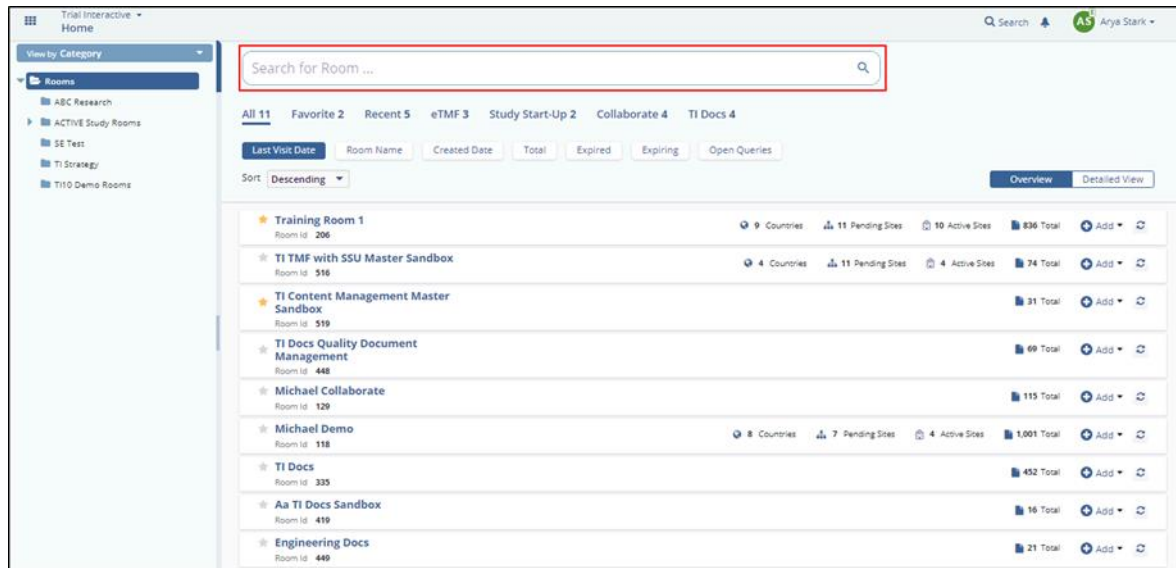 Trial Interactive
Home
Search
AS
Arya Stark
View by Category
Rooms
ABC Research
ACTIVE Study Rooms
SE Test
TI Strategy
TI10 Demo Rooms
Search for Room ...
All 11 Favorite 2 Recent 5 eTMF 3 Study Start-Up 2 Collaborate 4 TI Docs 4
Last Visit Date Room Name Created Date Total Expired Expiring Open Queries
Sort Descending
Overview Detailed View
Training Room 1
Room Id 206
9 Countries 11 Pending Sites 10 Active Sites 836 Total Add
TI TMF with SSU Master Sandbox
Room Id 516
4 Countries 11 Pending Sites 4 Active Sites 74 Total Add
TI Content Management Master
Sandbox
Room Id 519
31 Total Add
TI Docs Quality Document
Management
Room Id 448
69 Total Add
Michael Collaborate
Room Id 129
115 Total Add
Michael Demo
Room Id 118
8 Countries 7 Pending Sites 4 Active Sites 1,001 Total Add
TI Docs
Room Id 335
452 Total Add
Aa TI Docs Sandbox
Room Id 419
16 Total Add
Engineering Docs
Room Id 449
21 Total Add